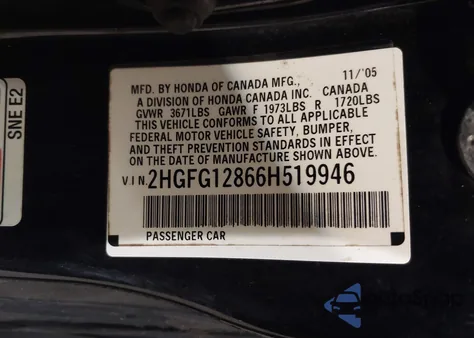 SNE E2
MFD. BY HONDA OF CANADA MFG., 11/'05
A DIVISION OF HONDA CANADA INC. CANADA
GVWR 3671LBS GAWR F 1973LBS R 1720LBS
THIS VEHICLE CONFORMS TO ALL APPLICABLE
FEDERAL MOTOR VEHICLE SAFETY, BUMPER,
AND THEFT PREVENTION STANDARDS IN EFFECT
ON THE DATE OF MANUFACTURE SHOWN ABOVE.
VIN. 2HGFG12866H519946
PASSENGER CAR